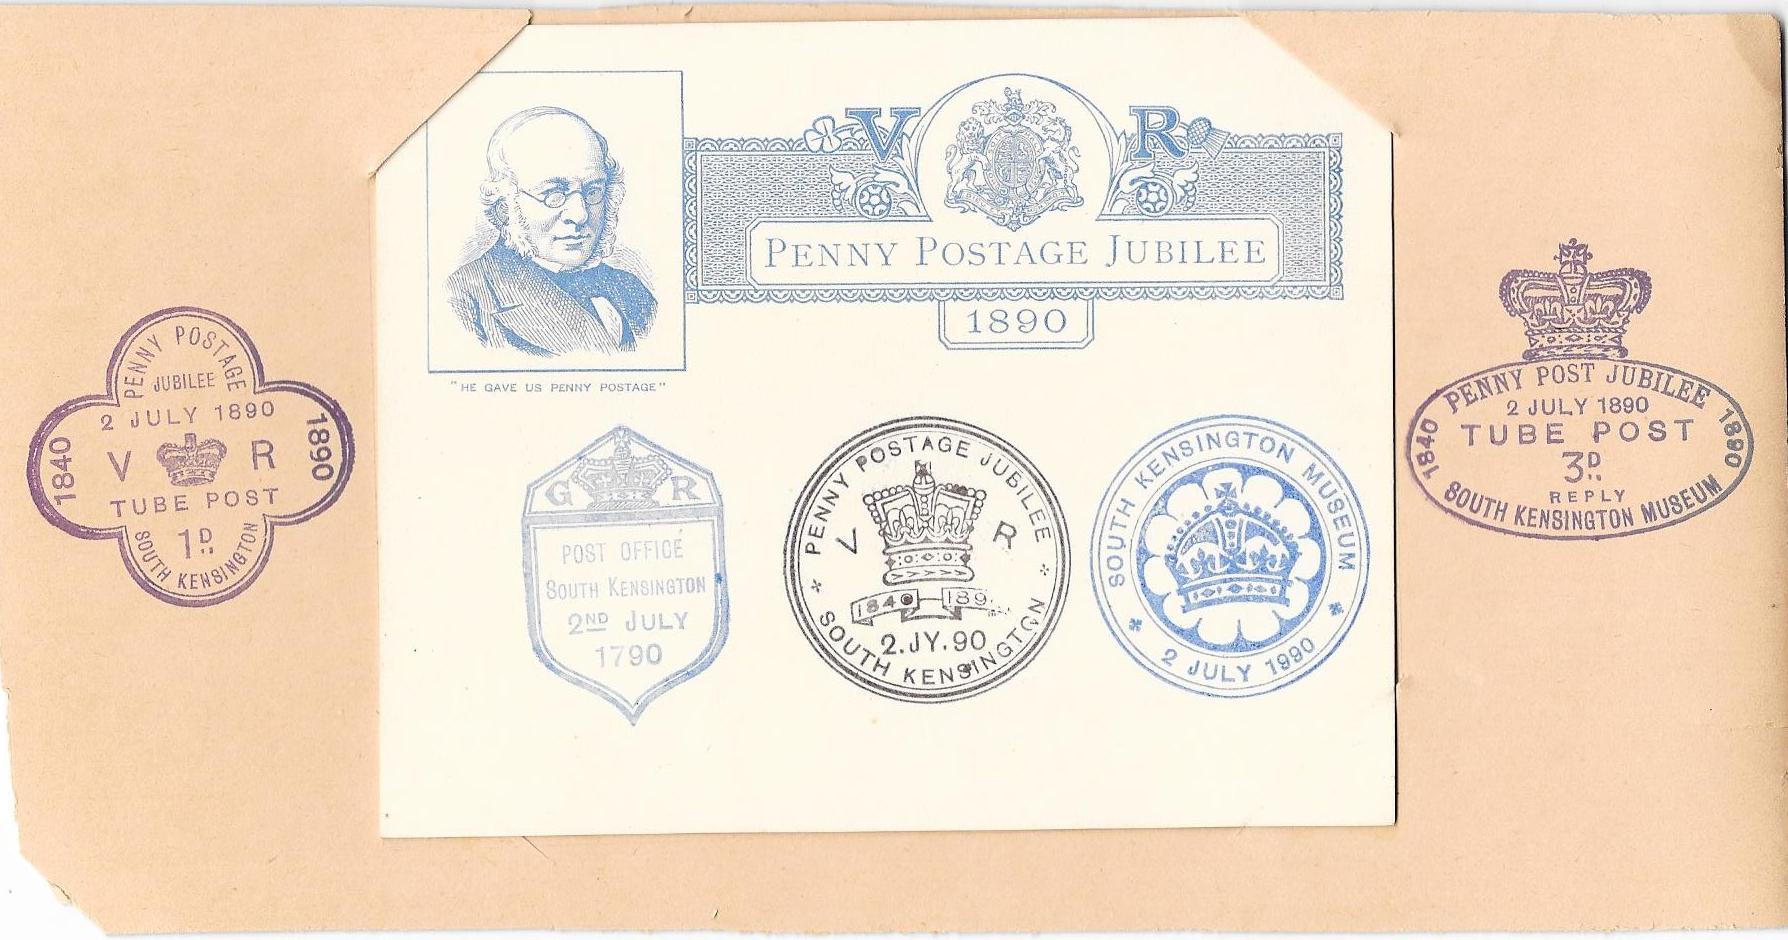 V R
PENNY POSTAGE JUBILEE
1890
"HE GAVE US PENNY POSTAGE"
PENNY POSTAGE
JUBILEE
2 JULY 1890
1840
1890
V R
TUBE POST
1D
SOUTH KENSINGTON
G R
POST OFFICE
SOUTH KENSINGTON
2ND JULY
1790
PENNY POSTAGE JUBILEE
V R
1840 189
2.JY.90
SOUTH KENSINGTON
SOUTH KENSINGTON MUSEUM
2 JULY 1990
PENNY POST JUBILEE
2 JULY 1890
1840
1890
TUBE POST
3D
REPLY
SOUTH KENSINGTON MUSEUM